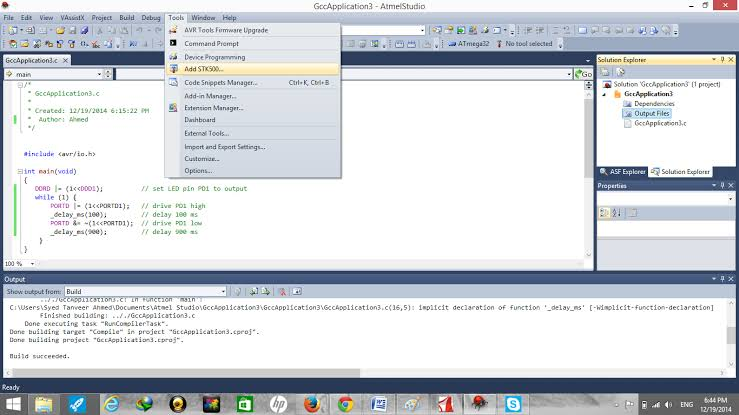 GccApplication3 - AtmelStudio
File Edit View VAssistX Project Build Debug Tools Window Help
AVR Tools Firmware Upgrade
Command Prompt
Device Programming
Add STK500...
Code Snippets Manager... Ctrl+K, Ctrl+B
Add-in Manager...
Extension Manager...
Dashboard
External Tools...
Import and Export Settings...
Customize...
Options...
ATmega32 No tool selected
GccApplication3.c
main
Go
/*
* GccApplication3.c
*
* Created: 12/19/2014 6:15:22 PM
* Author: Ahmed
*/
#include <avr/io.h>
int main(void)
{
DDRD |= (1<<DDD1); // set LED pin PD1 to output
while (1) {
PORTD |= (1<<PORTD1); // drive PD1 high
_delay_ms(100); // delay 100 ms
PORTD &= ~(1<<PORTD1); // drive PD1 low
_delay_ms(900); // delay 900 ms
}
}
100 %
Solution Explorer
Solution 'GccApplication3' (1 project)
GccApplication3
Dependencies
Output Files
GccApplication3.c
ASF Explorer Solution Explorer
Properties
Output
Show output from: Build
../GccApplication3.c: In function 'main':
C:\Users\Syed Tanveer Ahmed\Documents\Atmel Studio\GccApplication3\GccApplication3\GccApplication3.c(16,5): implicit declaration of function '_delay_ms' [-Wimplicit-function-declaration]
Finished building: .././GccApplication3.c
Done executing task "RunCompilerTask".
Done building target "Compile" in project "GccApplication3.cproj".
Done building project "GccApplication3.cproj".
Build succeeded.
Ready
ENG
6:44 PM
12/19/2014